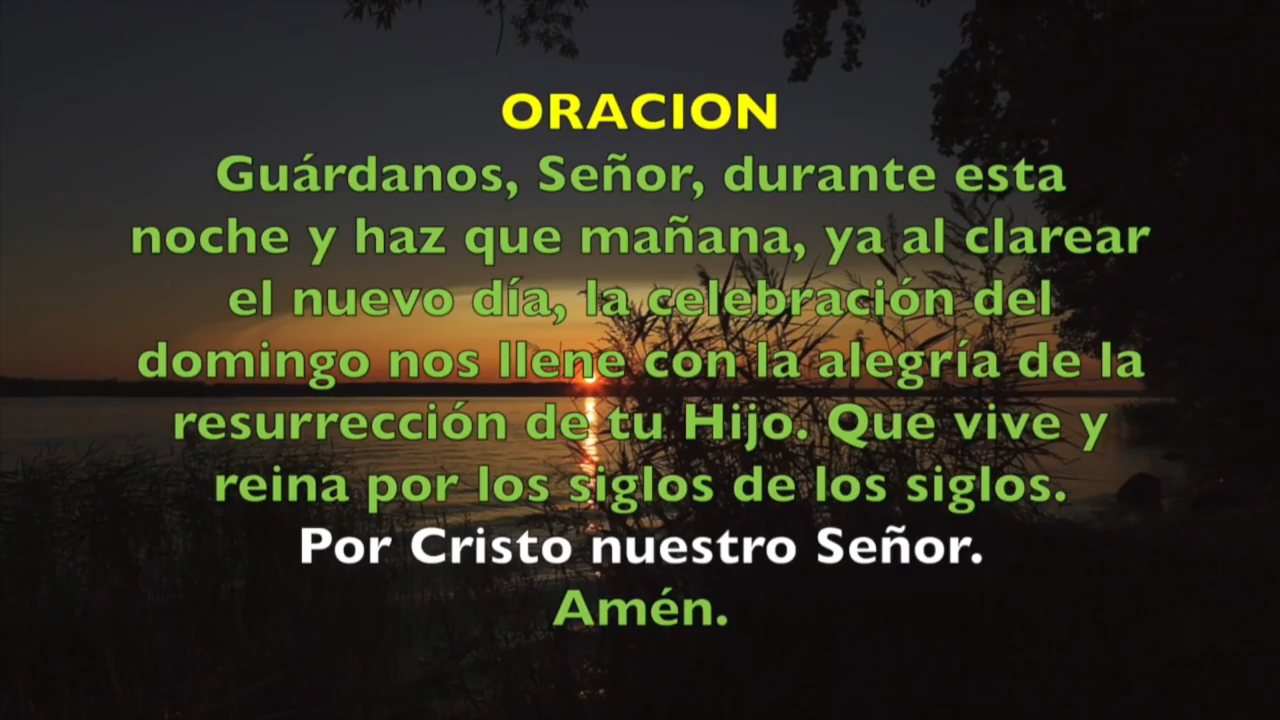 ORACION
Guárdanos, Señor, durante esta
noche y haz que mañana, ya al clarear
el nuevo día, la celebración del
domingo nos llene con la alegría de la
resurrección de tu Hijo. Que vive y
reina por los siglos de los siglos.
Por Cristo nuestro Señor.
Amén.